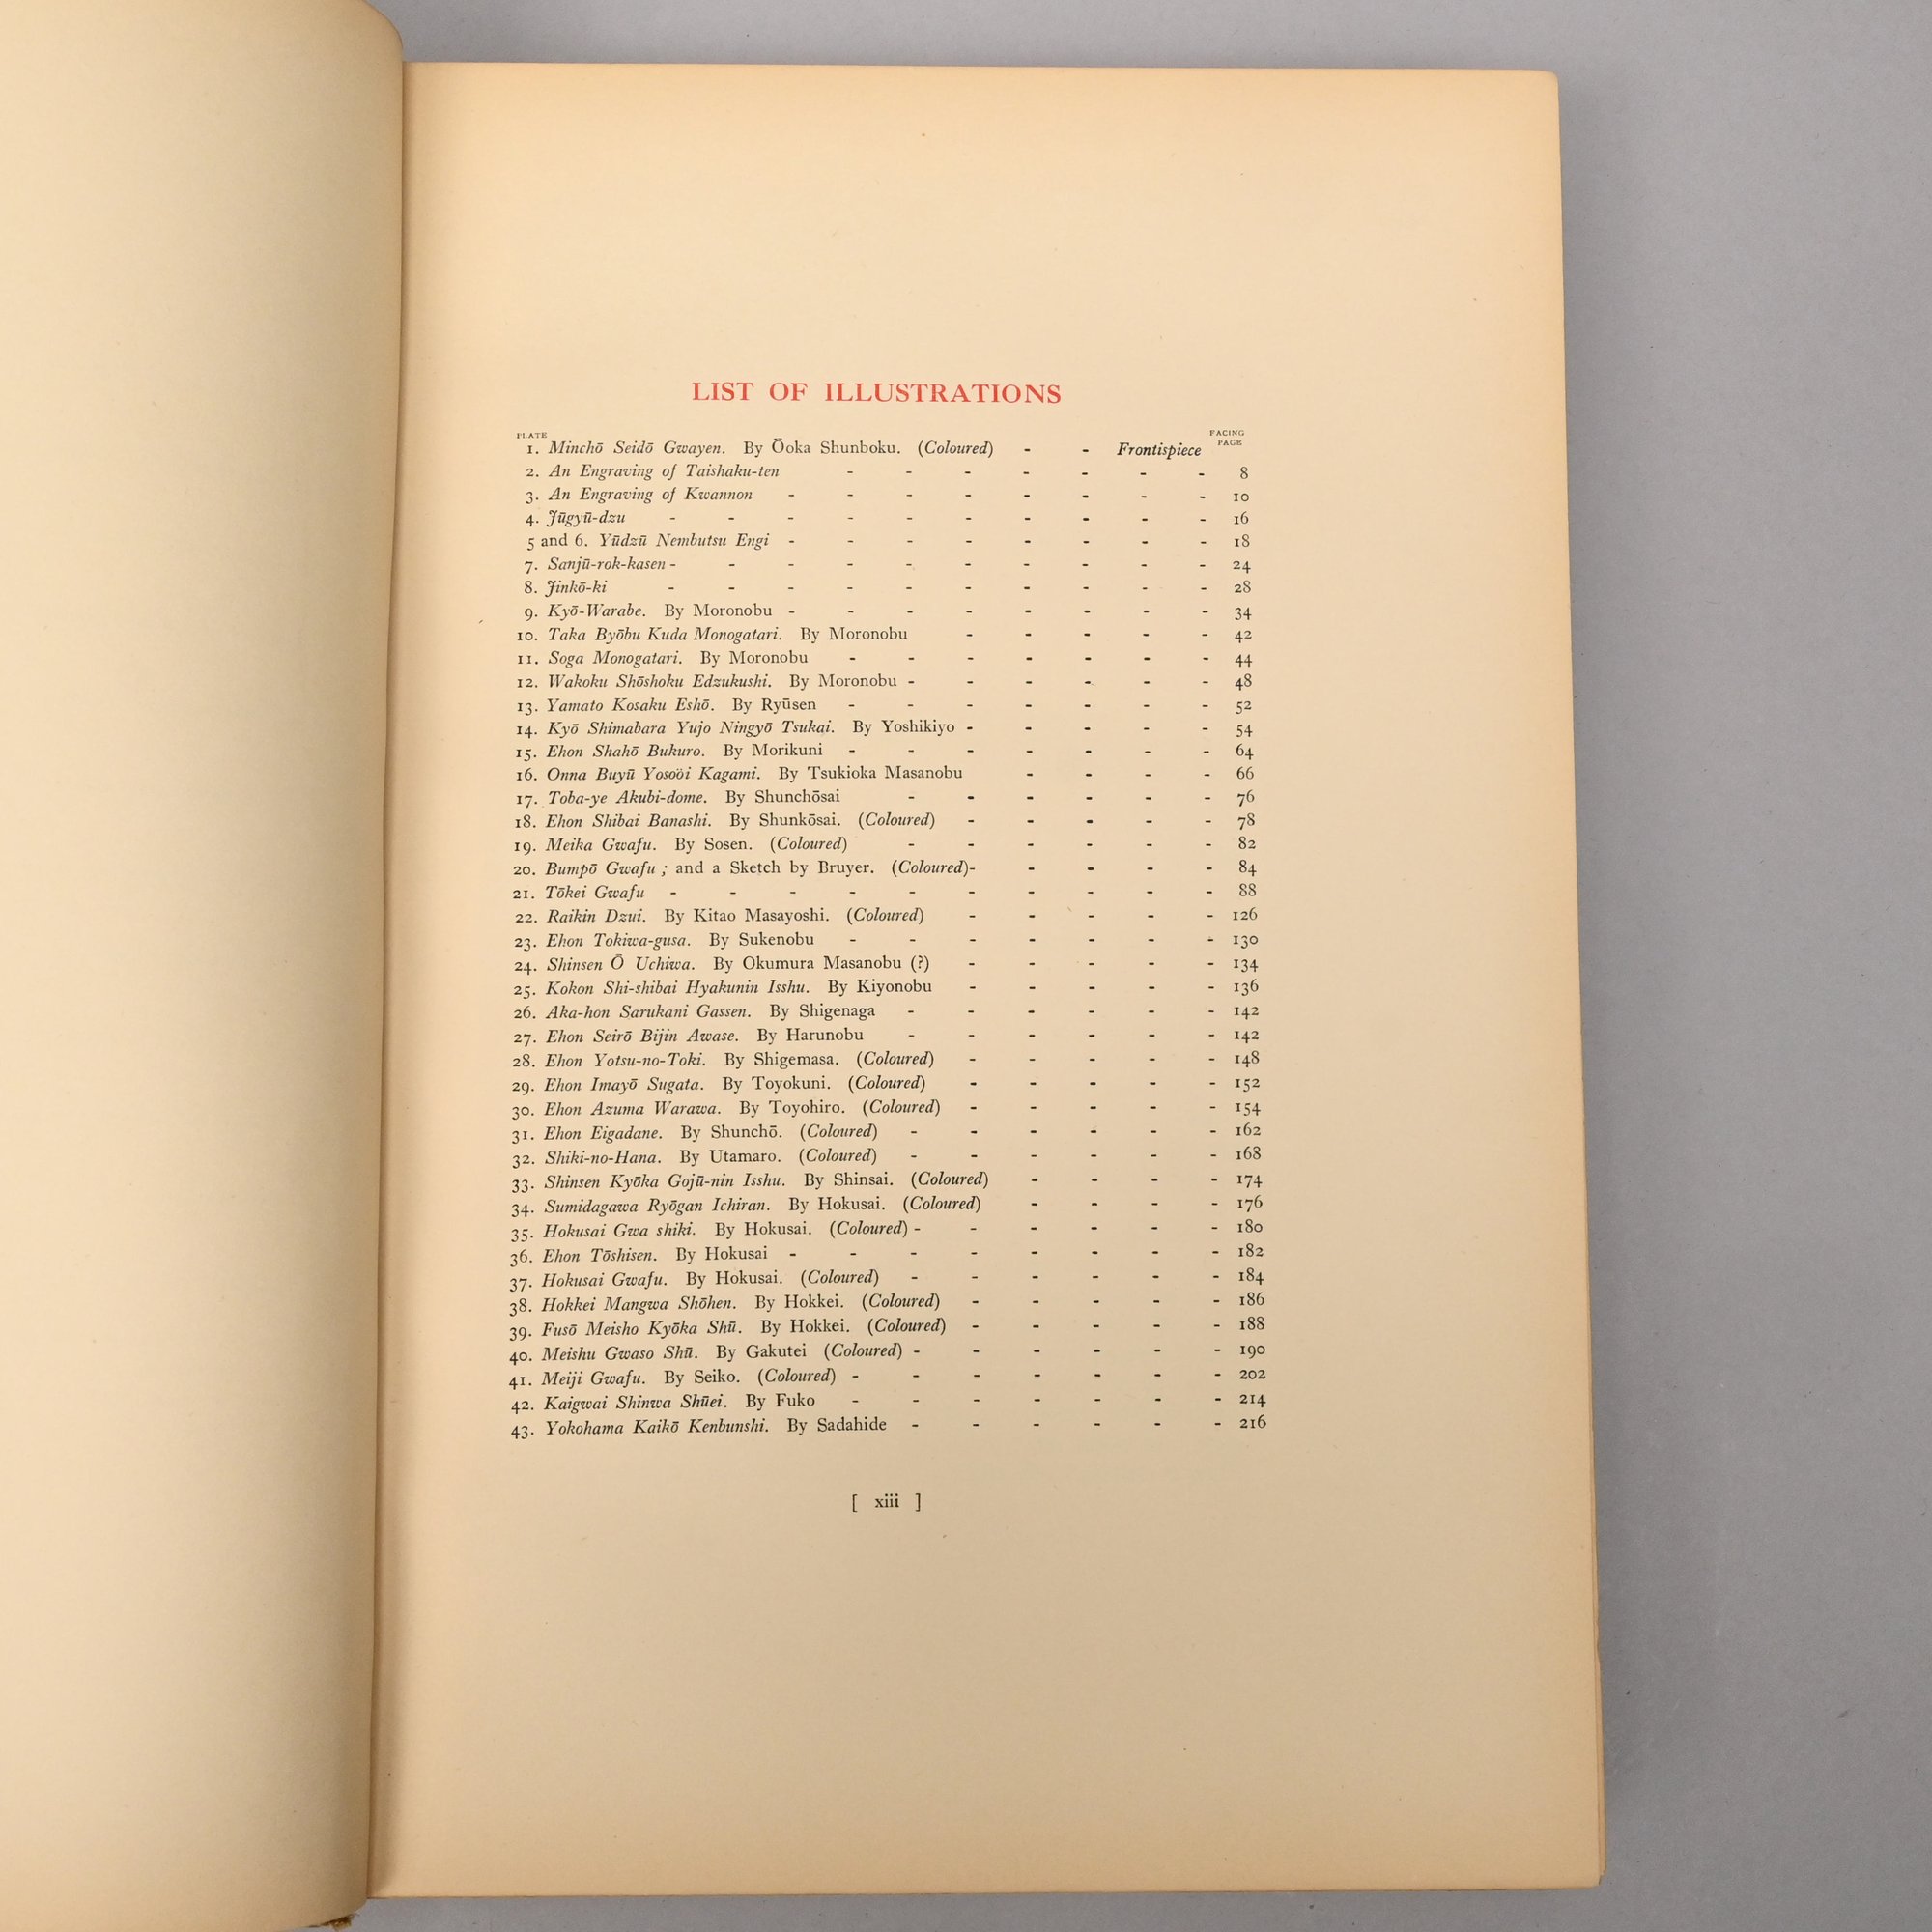 LIST OF ILLUSTRATIONS
PLATE FACING PAGE
1. Minchō Seidō Gwayen. By Ōoka Shunboku. (Coloured) - - Frontispiece
2. An Engraving of Taishaku-ten - - - - - - - 8
3. An Engraving of Kwannon - - - - - - - - 10
4. Jūgyū-dzu - - - - - - - - - - 16
5 and 6. Yūdzū Nembutsu Engi - - - - - - - - 18
7. Sanjū-rok-kasen - - - - - - - - - - 24
8. Jinkō-ki - - - - - - - - - - 28
9. Kyō-Warabe. By Moronobu - - - - - - - - 34
10. Taka Byōbu Kuda Monogatari. By Moronobu - - - - - 42
11. Soga Monogatari. By Moronobu - - - - - - - 44
12. Wakoku Shōshoku Edzukushi. By Moronobu - - - - - - 48
13. Yamato Kosaku Eshō. By Ryūsen - - - - - - - 52
14. Kyō Shimabara Yujo Ningyō Tsukai. By Yoshikiyo - - - - - 54
15. Ehon Shahō Bukuro. By Morikuni - - - - - - - 64
16. Onna Buyū Yosoöi Kagami. By Tsukioka Masanobu - - - - 66
17. Toba-ye Akubi-dome. By Shunchōsai - - - - - - 76
18. Ehon Shibai Banashi. By Shunkōsai. (Coloured) - - - - - 78
19. Meika Gwafu. By Sosen. (Coloured) - - - - - - 82
20. Bumpō Gwafu ; and a Sketch by Bruyer. (Coloured) - - - - - 84
21. Tōkei Gwafu - - - - - - - - - - 88
22. Raikin Dzui. By Kitao Masayoshi. (Coloured) - - - - - 126
23. Ehon Tokiwa-gusa. By Sukenobu - - - - - - - 130
24. Shinsen Ō Uchiwa. By Okumura Masanobu (?) - - - - - 134
25. Kokon Shi-shibai Hyakunin Isshu. By Kiyonobu - - - - - 136
26. Aka-hon Sarukani Gassen. By Shigenaga - - - - - - 142
27. Ehon Seirō Bijin Awase. By Harunobu - - - - - - 142
28. Ehon Yotsu-no-Toki. By Shigemasa. (Coloured) - - - - - 148
29. Ehon Imayō Sugata. By Toyokuni. (Coloured) - - - - - 152
30. Ehon Azuma Warawa. By Toyohiro. (Coloured) - - - - - 154
31. Ehon Eigadane. By Shunchō. (Coloured) - - - - - - 162
32. Shiki-no-Hana. By Utamaro. (Coloured) - - - - - - 168
33. Shinsen Kyōka Gojū-nin Isshu. By Shinsai. (Coloured) - - - - 174
34. Sumidagawa Ryōgan Ichiran. By Hokusai. (Coloured) - - - - 176
35. Hokusai Gwa shiki. By Hokusai. (Coloured) - - - - - - 180
36. Ehon Tōshisen. By Hokusai - - - - - - - - 182
37. Hokusai Gwafu. By Hokusai. (Coloured) - - - - - - 184
38. Hokkei Mangwa Shōhen. By Hokkei. (Coloured) - - - - - 186
39. Fusō Meisho Kyōka Shū. By Hokkei. (Coloured) - - - - - 188
40. Meishu Gwaso Shū. By Gakutei (Coloured) - - - - - - 190
41. Meiji Gwafu. By Seiko. (Coloured) - - - - - - - 202
42. Kaigwai Shinwa Shūei. By Fuko - - - - - - - 214
43. Yokohama Kaikō Kenbunshi. By Sadahide - - - - - - 216
[ xiii ]